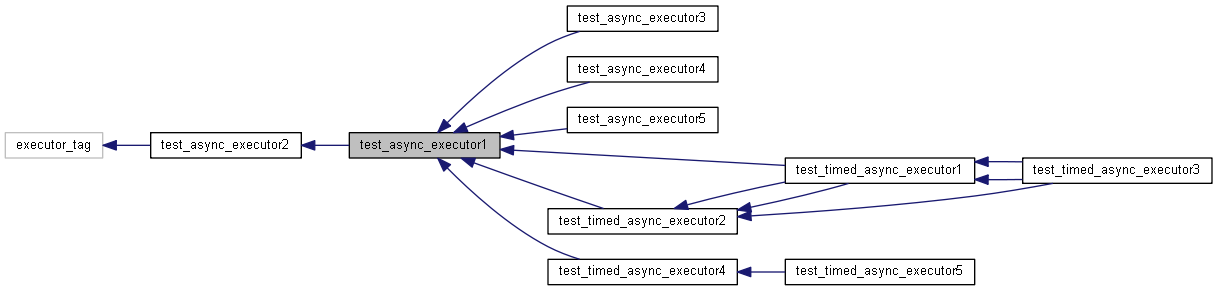 test_async_executor3
test_async_executor4
test_async_executor5
executor_tag
test_async_executor2
test_async_executor1
test_timed_async_executor1
test_timed_async_executor3
test_timed_async_executor2
test_timed_async_executor4
test_timed_async_executor5